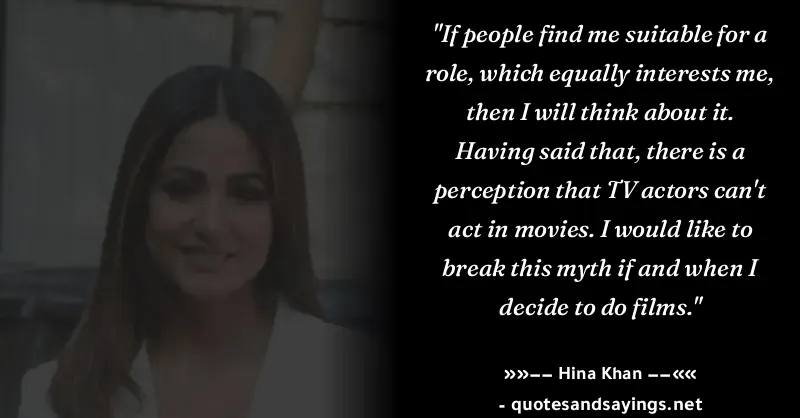 "If people find me suitable for a
role, which equally interests me,
then I will think about it.
Having said that, there is a
perception that TV actors can't
act in movies. I would like to
break this myth if and when I
decide to do films."
»»-- Hina Khan --««
- quotesandsayings.net